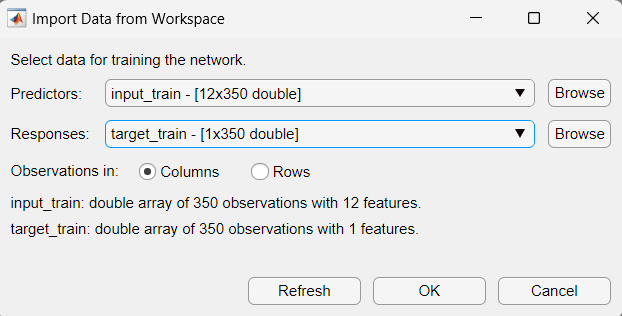 Import Data from Workspace
Select data for training the network.
Predictors: input_train - [12x350 double] Browse
Responses: target_train - [1x350 double] Browse
Observations in: Columns Rows
input_train: double array of 350 observations with 12 features.
target_train: double array of 350 observations with 1 features.
Refresh OK Cancel